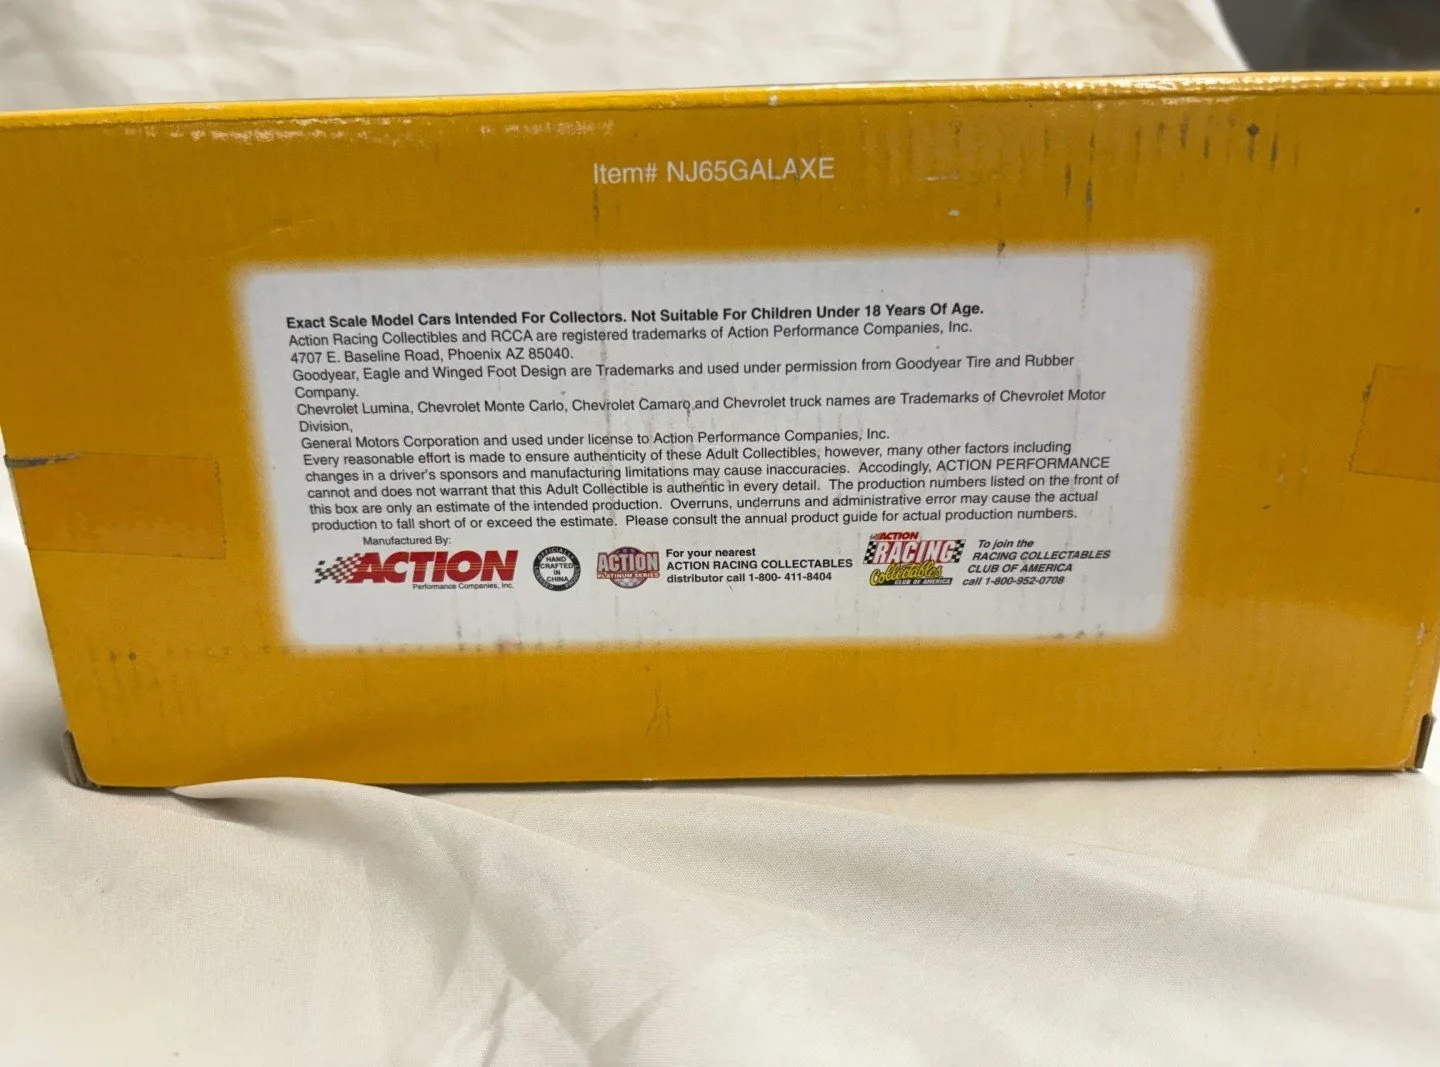 Item# NJ65GALAXE
Exact Scale Model Cars Intended For Collectors. Not Suitable For Children Under 18 Years Of Age.
Action Racing Collectibles and RCCA are registered trademarks of Action Performance Companies, Inc.
4707 E. Baseline Road, Phoenix AZ 85040.
Goodyear, Eagle and Winged Foot Design are Trademarks and used under permission from Goodyear Tire and Rubber
Company.
Chevrolet Lumina, Chevrolet Monte Carlo, Chevrolet Camaro and Chevrolet truck names are Trademarks of Chevrolet Motor
Division,
General Motors Corporation and used under license to Action Performance Companies, Inc.
Every reasonable effort is made to ensure authenticity of these Adult Collectibles, however, many other factors including
changes in a driver's sponsors and manufacturing limitations may cause inaccuracies. Accodingly, ACTION PERFORMANCE
cannot and does not warrant that this Adult Collectible is authentic in every detail. The production numbers listed on the front of
this box are only an estimate of the intended production. Overruns, underruns and administrative error may cause the actual
production to fall short of or exceed the estimate. Please consult the annual product guide for actual production numbers.
Manufactured By:
ACTION
Performance Companies, Inc.
HAND
CRAFTED
IN
CHINA
ACTION
PLATINUM SERIES
For your nearest
ACTION RACING COLLECTABLES
distributor call 1-800- 411-8404
ACTION
RACING
Collectables
CLUB OF AMERICA
To join the
RACING COLLECTABLES
CLUB OF AMERICA
call 1-800-952-0708